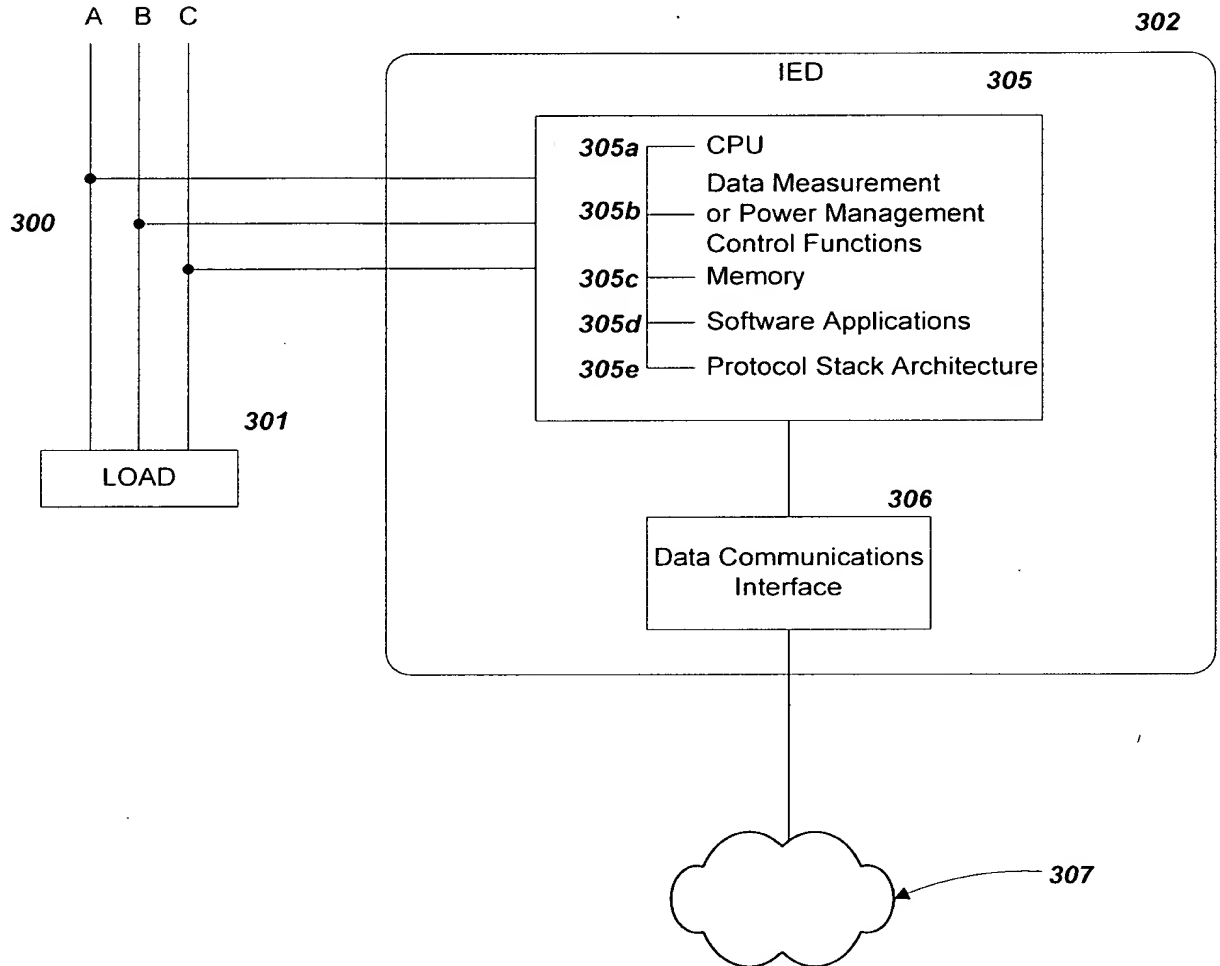 A B C
302
IED
305
305a CPU
Data Measurement
305b or Power Management
Control Functions
300
305c Memory
305d Software Applications
305e Protocol Stack Architecture
301
LOAD
306
Data Communications
Interface
307